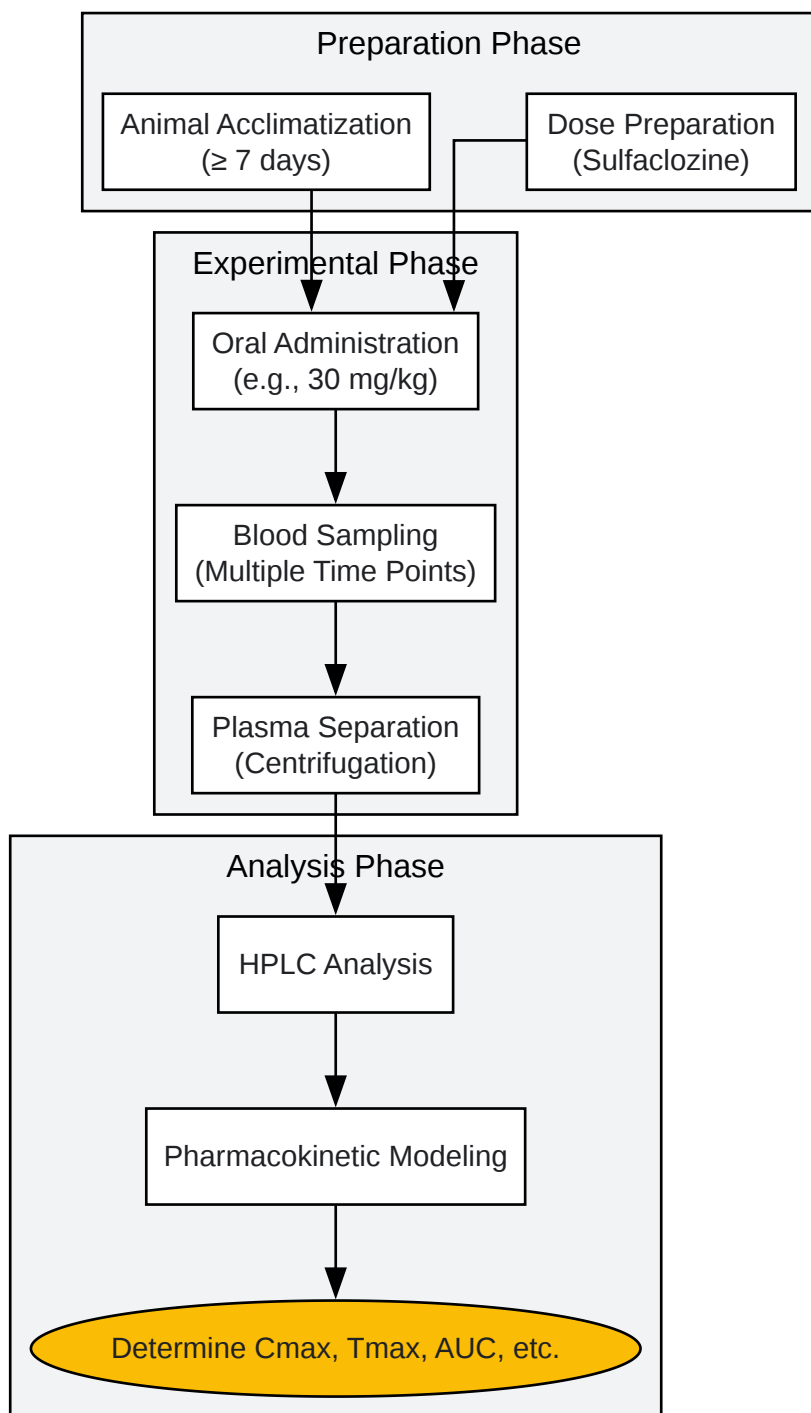 Preparation Phase
Animal Acclimatization
(≥ 7 days)
Dose Preparation
(Sulfaclozine)
Experimental Phase
Oral Administration
(e.g., 30 mg/kg)
Blood Sampling
(Multiple Time Points)
Plasma Separation
(Centrifugation)
Analysis Phase
HPLC Analysis
Pharmacokinetic Modeling
Determine Cmax, Tmax, AUC, etc.